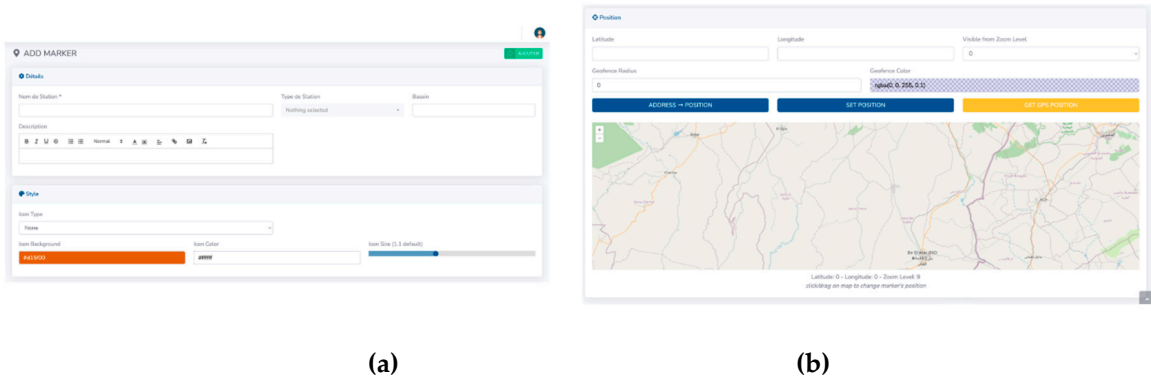 ADD MARKER
AJOUTER
Détails
Nom de Station *
Type de Station
Bassin
Nothing selected
Description
B I U
Normal
Style
Icon Type
None
Icon Background
Icon Color
Icon Size (1.1 default)
#ffffff
(a)
Position
Latitude
Longitude
Visible from Zoom Level
0
Geofence Radius
Geofence Color
0
rgba(0, 0, 255, 0.1)
ADDRESS → POSITION
SET POSITION
GET GPS POSITION
+
-
Latitude: 0 - Longitude: 0 - Zoom Level: 9
click/drag on map to change marker's position
(b)